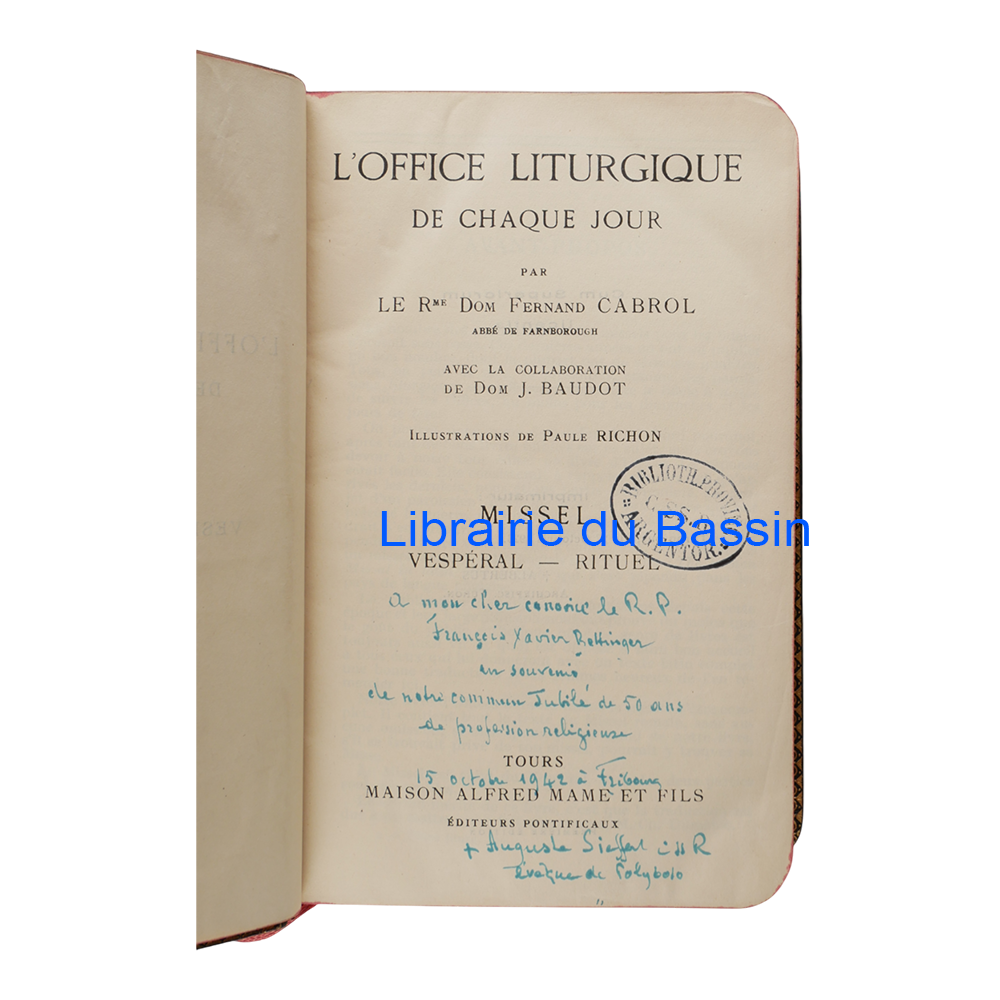 L'OFFICE LITURGIQUE
DE CHAQUE JOUR
PAR
LE Rme DOM FERNAND CABROL
ABBÉ DE FARNBOROUGH
AVEC LA COLLABORATION
DE DOM J. BAUDOT
ILLUSTRATIONS DE PAULE RICHON
BIBLIOTH. PROVI
ARGENTOR.
MISSEL
Librairie du Bassin
VESPÉRAL — RITUEL
A mon cher le R. P.
François Xavier Rettinger
en souvenir
de notre commun Jubilé de 50 ans
de profession religieuse
TOURS
15 octobre 1942 à Fribourg
MAISON ALFRED MAME ET FILS
ÉDITEURS PONTIFICAUX
+ Auguste Sieffert
évêque de